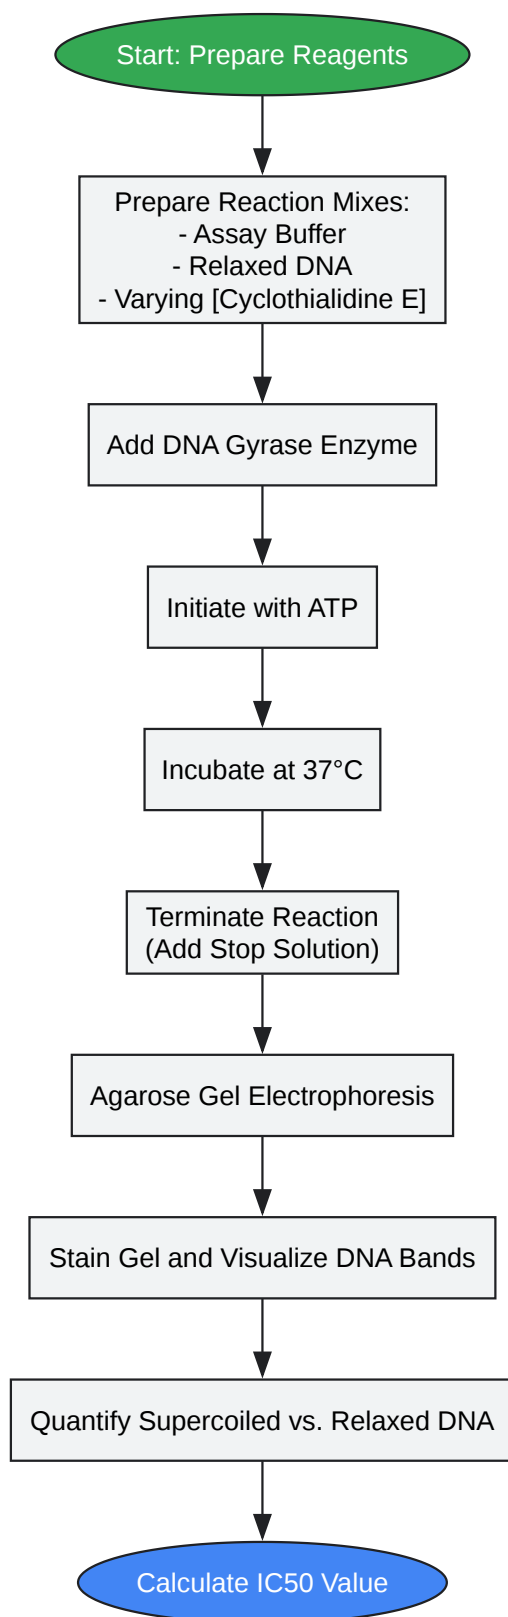 Start: Prepare Reagents
Prepare Reaction Mixes:
- Assay Buffer
- Relaxed DNA
- Varying [Cyclothialidine E]
Add DNA Gyrase Enzyme
Initiate with ATP
Incubate at 37°C
Terminate Reaction
(Add Stop Solution)
Agarose Gel Electrophoresis
Stain Gel and Visualize DNA Bands
Quantify Supercoiled vs. Relaxed DNA
Calculate IC50 Value